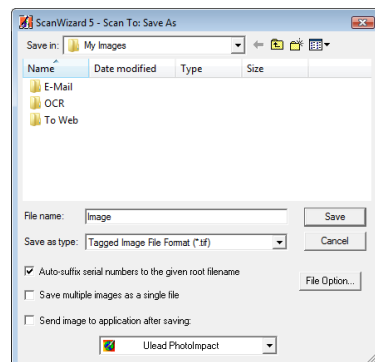 ScanWizard 5 - Scan To: Save As
Save in: My Images
Name Date modified Type Size
E-Mail
OCR
To Web
File name: Image Save
Save as type: Tagged Image File Format (*.tif) Cancel
Auto-suffix serial numbers to the given root filename
File Option...
Save multiple images as a single file
Send image to application after saving:
Ulead PhotoImpact